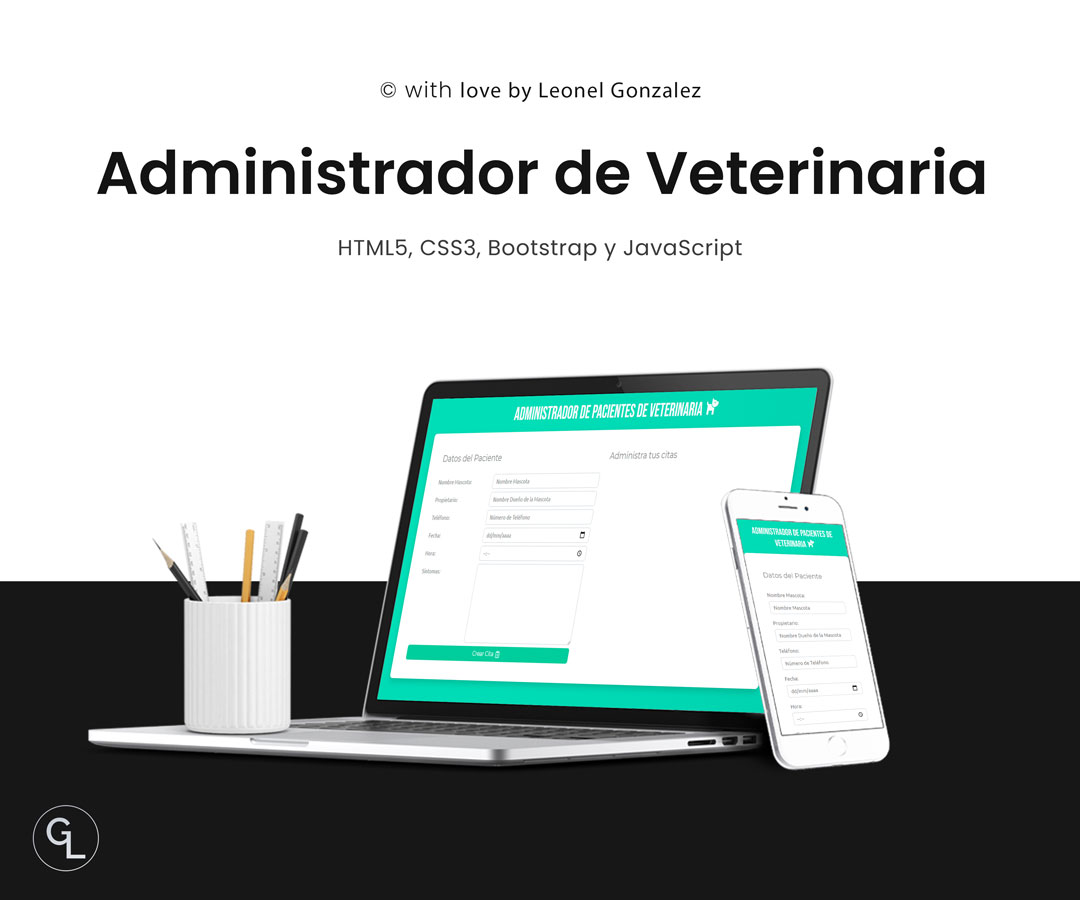 © with love by Leonel Gonzalez
Administrador de Veterinaria
HTML5, CSS3, Bootstrap y JavaScript
ADMINISTRADOR DE PACIENTES DE VETERINARIA
Datos del Paciente
Administra tus citas
Nombre Mascota:
Nombre Mascota
Propietario:
Nombre Dueño de la Mascota
Teléfono:
Número de Teléfono
Fecha:
dd/mm/aaaa
Hora:
--:--
Síntomas:
Crear Cita
ADMINISTRADOR DE PACIENTES DE
VETERINARIA
Datos del Paciente
Nombre Mascota:
Nombre Mascota
Propietario:
Nombre Dueño de la Mascota
Teléfono:
Número de Teléfono
Fecha:
dd/mm/aaaa
Hora:
--:--
GL